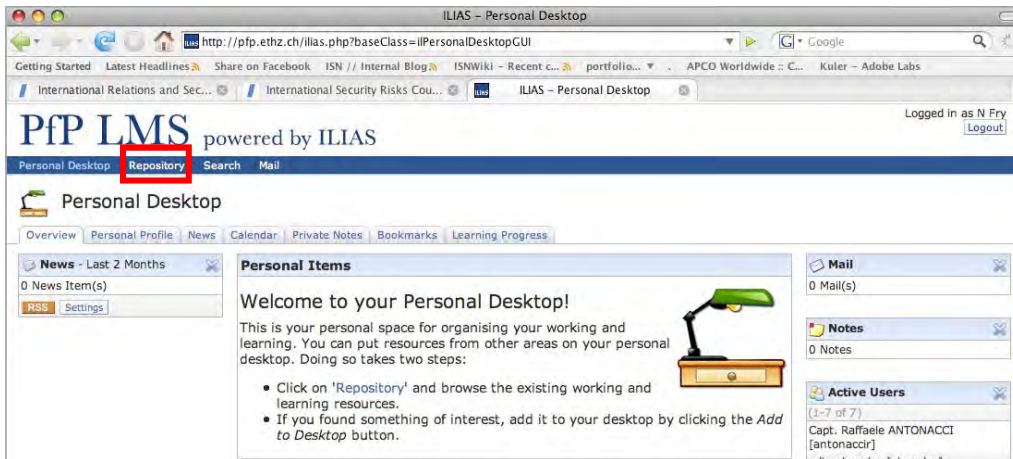 ILIAS – Personal Desktop
http://pfp.ethz.ch/ilias.php?baseClass=ilPersonalDesktopGUI
G Google
Getting Started Latest Headlines Share on Facebook ISN // Internal Blog ISNWiki – Recent c... portfolio... . APCO Worldwide :: C... Kuler – Adobe Labs
International Relations and Sec... International Security Risks Cou... ILIAS ILIAS – Personal Desktop
Logged in as N Fry
Logout
PfP LMS powered by ILIAS
Personal Desktop Repository Search Mail
Personal Desktop
Overview Personal Profile News Calendar Private Notes Bookmarks Learning Progress
News - Last 2 Months
0 News Item(s)
RSS Settings
Personal Items
Welcome to your Personal Desktop!
This is your personal space for organising your working and
learning. You can put resources from other areas on your personal
desktop. Doing so takes two steps:
• Click on 'Repository' and browse the existing working and
learning resources.
• If you found something of interest, add it to your desktop by clicking the Add
to Desktop button.
Mail
0 Mail(s)
Notes
0 Notes
Active Users
(1-7 of 7)
Capt. Raffaele ANTONACCI
[antonaccir]